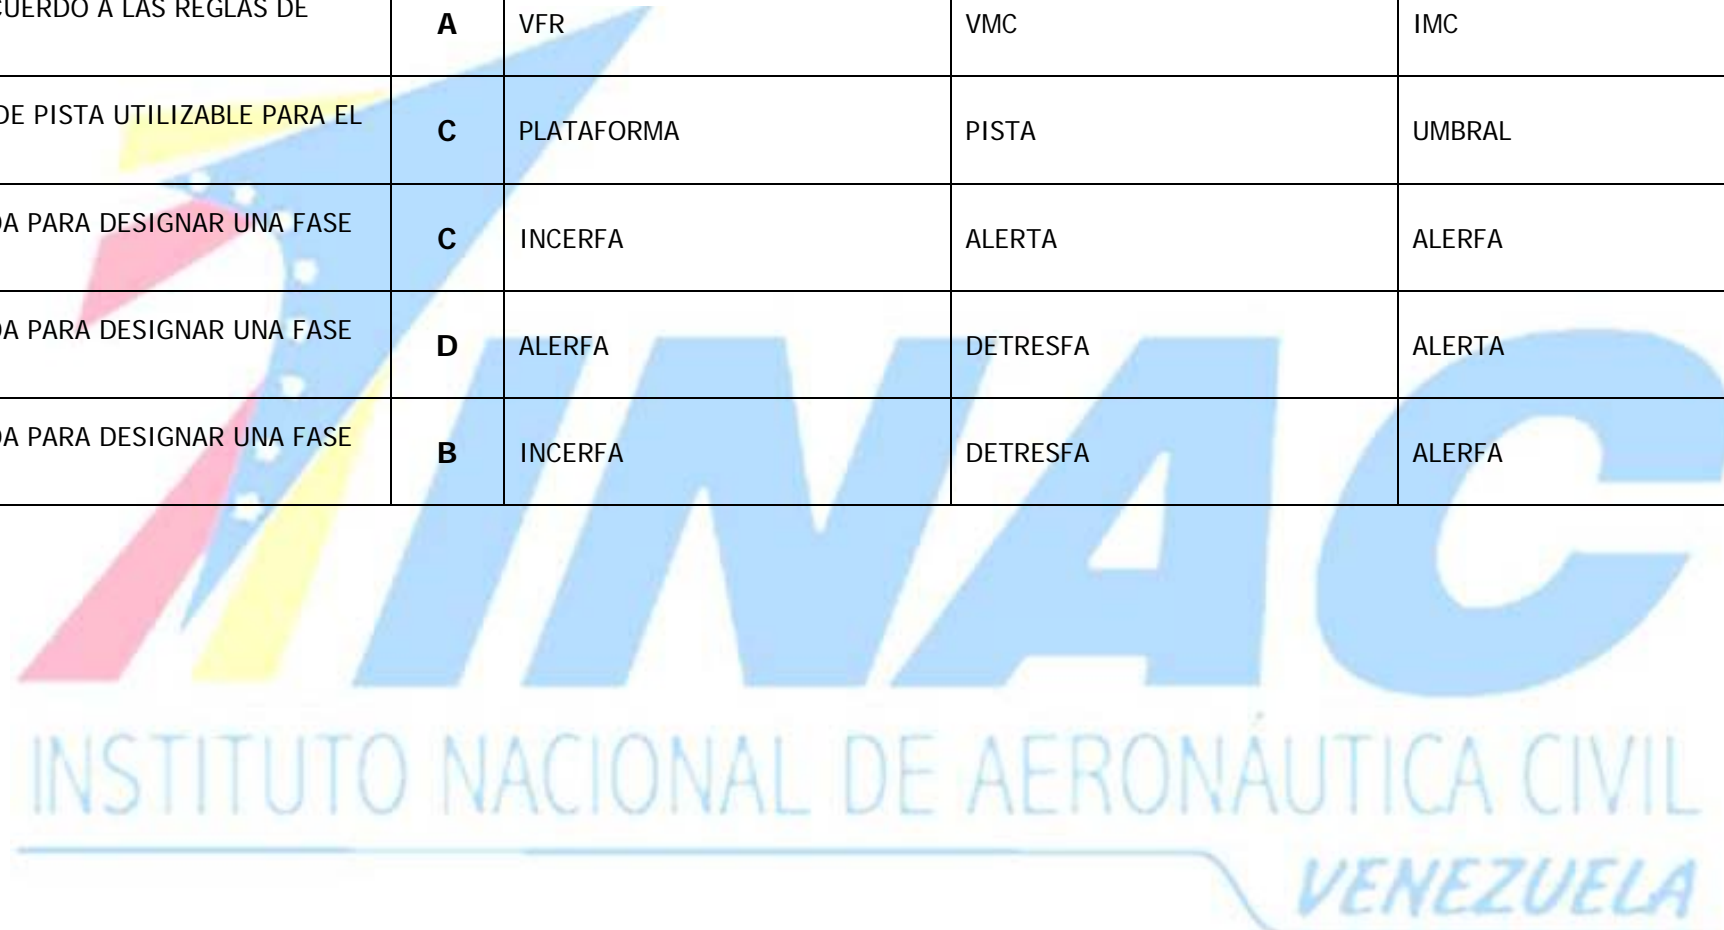 CUERDO A LAS REGLAS DE
A
VFR
VMC
IMC
DE PISTA UTILIZABLE PARA EL
C
PLATAFORMA
PISTA
UMBRAL
DA PARA DESIGNAR UNA FASE
C
INCERFA
ALERTA
ALERFA
DA PARA DESIGNAR UNA FASE
D
ALERFA
DETRESFA
ALERTA
DA PARA DESIGNAR UNA FASE
B
INCERFA
DETRESFA
ALERFA
INAC
INSTITUTO NACIONAL DE AERONÁUTICA CIVIL
VENEZUELA